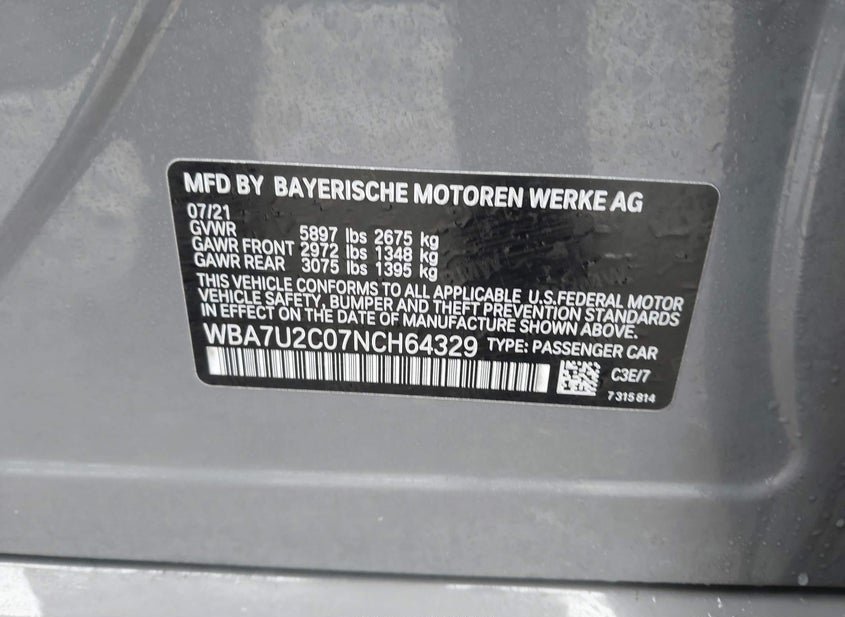 MFD BY BAYERISCHE MOTOREN WERKE AG
07/21
GVWR 5897 lbs 2675 kg
GAWR FRONT 2972 lbs 1348 kg
GAWR REAR 3075 lbs 1395 kg
THIS VEHICLE CONFORMS TO ALL APPLICABLE U.S.FEDERAL MOTOR
VEHICLE SAFETY, BUMPER AND THEFT PREVENTION STANDARDS
IN EFFECT ON THE DATE OF MANUFACTURE SHOWN ABOVE.
WBA7U2C07NCH64329 TYPE: PASSENGER CAR
C3E/7
7 315 814